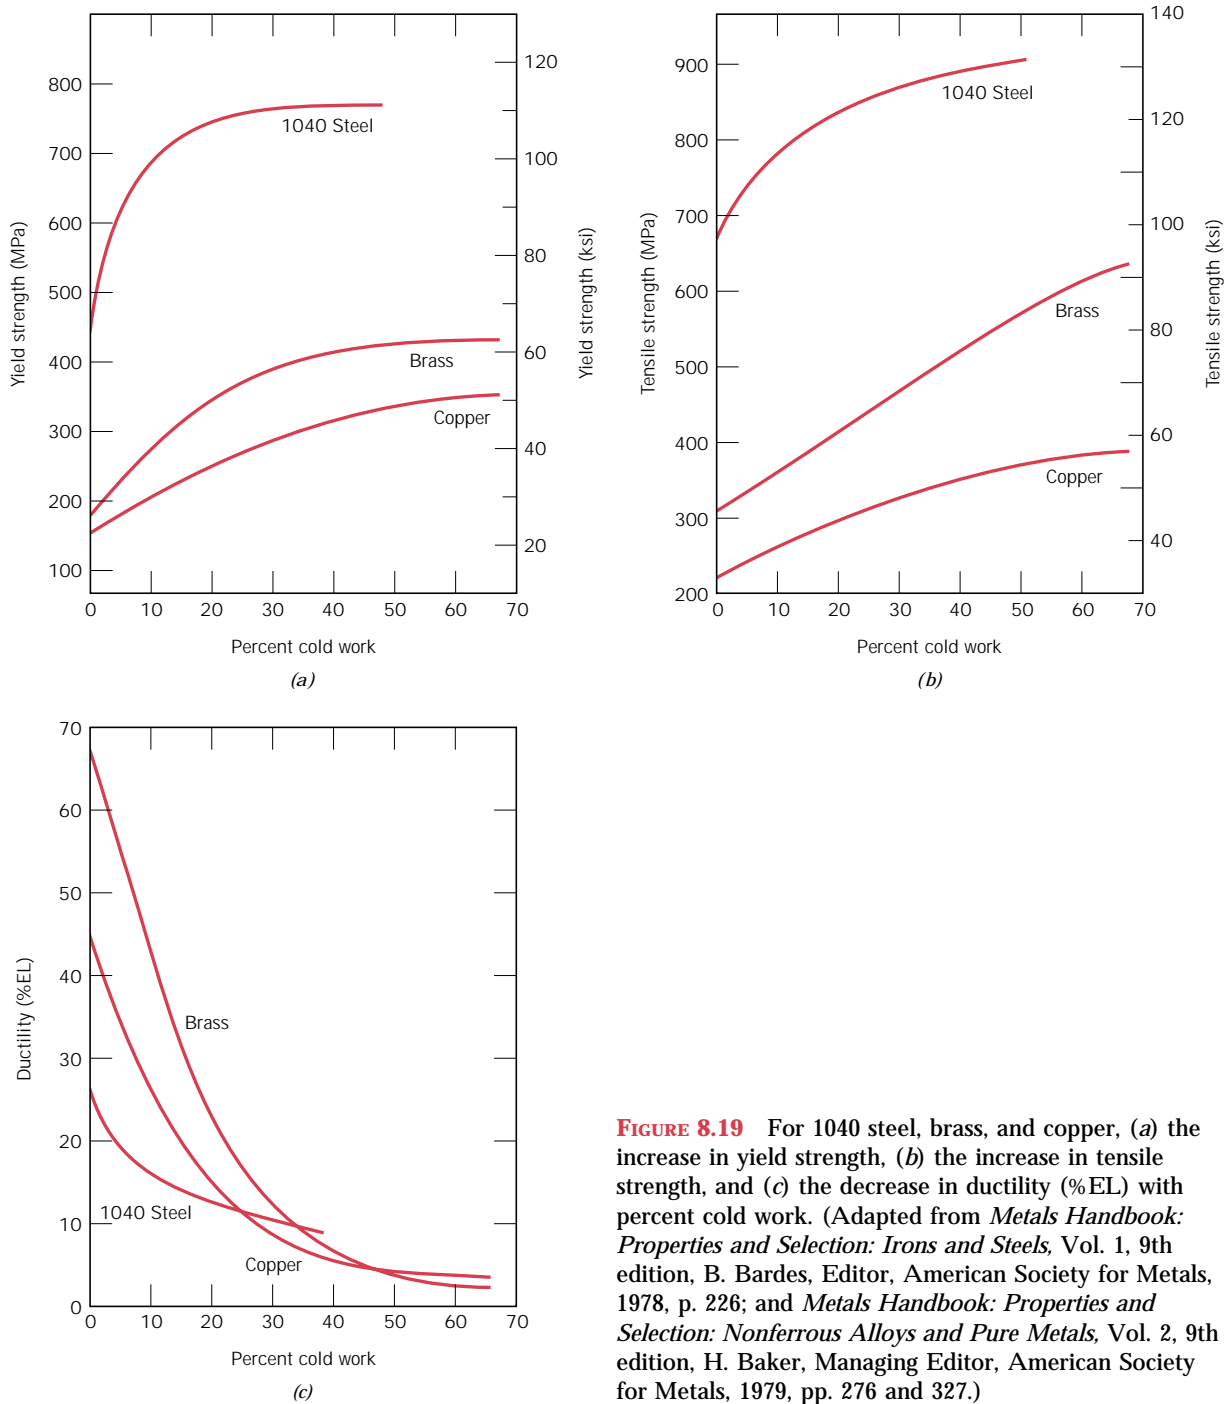 800
700
600
500
400
300
200
100
Yield strength (MPa)
120
100
80
60
40
20
Yield strength (ksi)
1040 Steel
Brass
Copper
0 10 20 30 40 50 60 70
Percent cold work
(a)
900
800
700
600
500
400
300
200
Tensile strength (MPa)
140
120
100
80
60
40
Tensile strength (ksi)
1040 Steel
Brass
Copper
0 10 20 30 40 50 60 70
Percent cold work
(b)
70
60
50
40
30
20
10
0
Ductility (%EL)
Brass
1040 Steel
Copper
0 10 20 30 40 50 60 70
Percent cold work
(c)
FIGURE 8.19 For 1040 steel, brass, and copper, (a) the
increase in yield strength, (b) the increase in tensile
strength, and (c) the decrease in ductility (%EL) with
percent cold work. (Adapted from Metals Handbook:
Properties and Selection: Irons and Steels, Vol. 1, 9th
edition, B. Bardes, Editor, American Society for Metals,
1978, p. 226; and Metals Handbook: Properties and
Selection: Nonferrous Alloys and Pure Metals, Vol. 2, 9th
edition, H. Baker, Managing Editor, American Society
for Metals, 1979, pp. 276 and 327.)